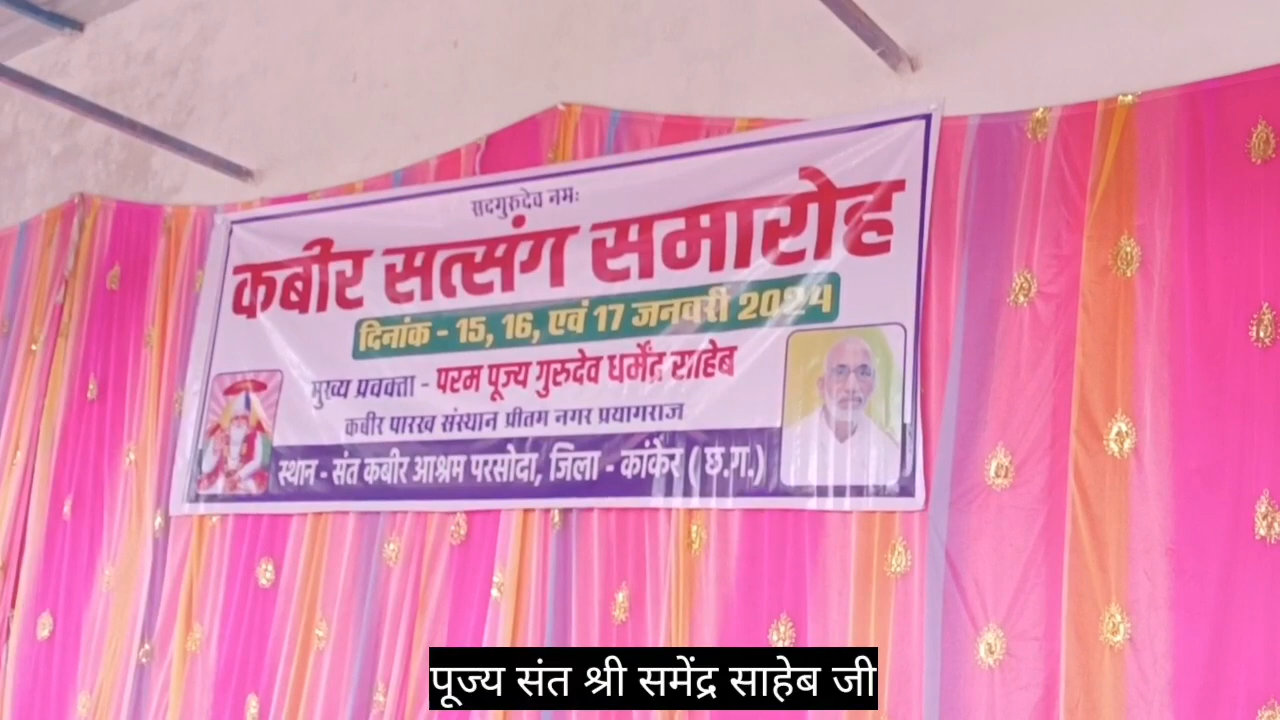 सदगुरुदेव नमः
कबीर सत्संग समारोह
दिनांक - 15, 16, एवं 17 जनवरी 2024
मुख्य प्रवक्ता - परम पूज्य गुरुदेव धर्मेंद्र साहेब
कबीर पारख संस्थान प्रीतम नगर प्रयागराज
स्थान - संत कबीर आश्रम परसोदा, जिला - कांकेर ( छ.ग.)
पूज्य संत श्री समेंद्र साहेब जी